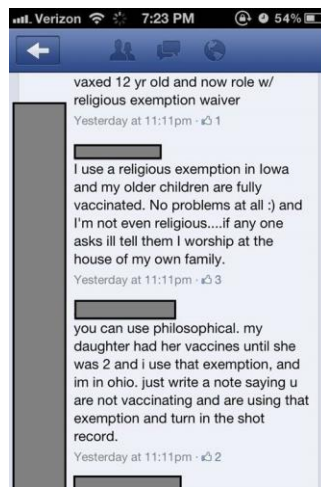 Verizon 7:23 PM 54%
vaxed 12 yr old and now role w/
religious exemption waiver
Yesterday at 11:11pm · 1
I use a religious exemption in Iowa
and my older children are fully
vaccinated. No problems at all :) and
I'm not even religious....if any one
asks ill tell them I worship at the
house of my own family.
Yesterday at 11:11pm · 3
you can use philosophical. my
daughter had her vaccines until she
was 2 and i use that exemption, and
im in ohio. just write a note saying u
are not vaccinating and are using that
exemption and turn in the shot
record.
Yesterday at 11:11pm · 2